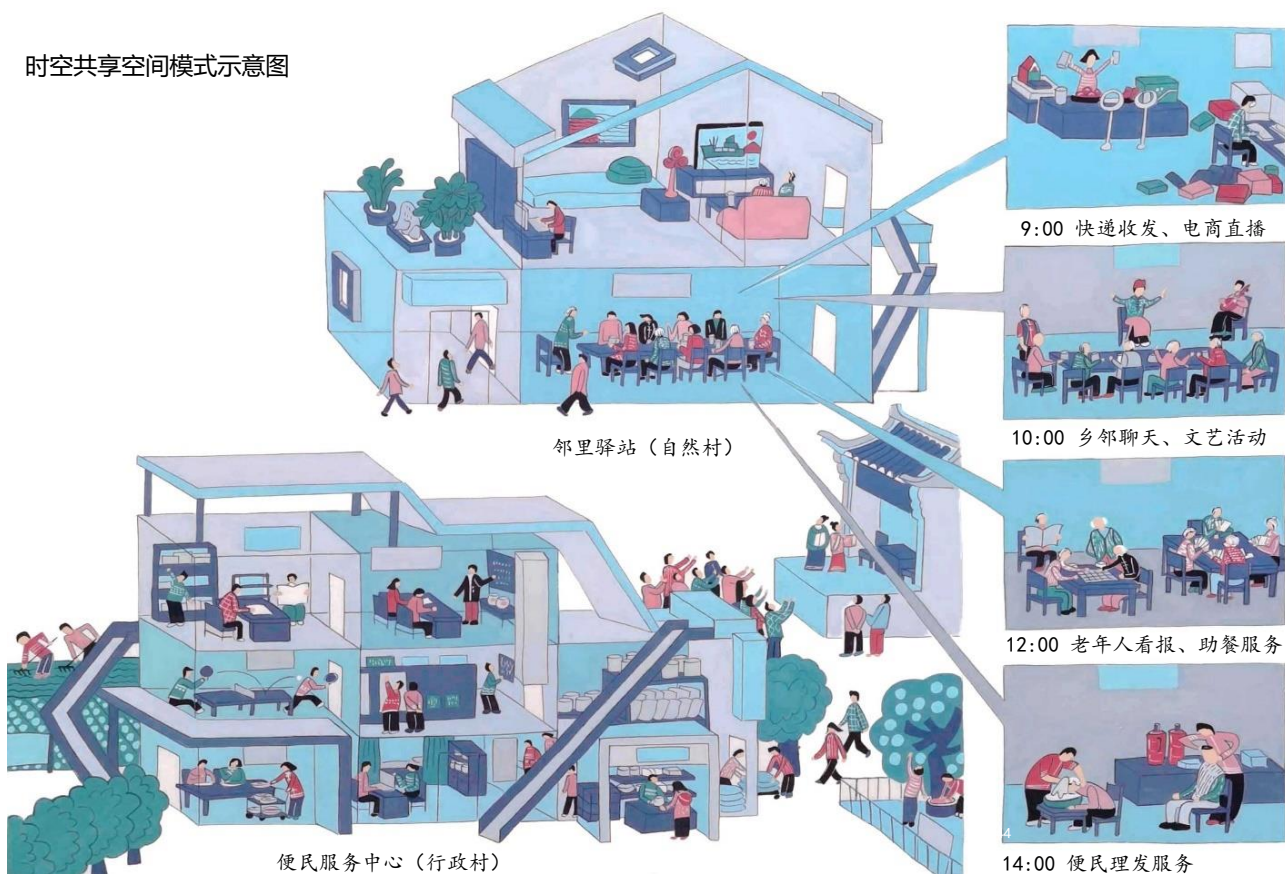 时空共享空间模式示意图
9:00 快递收发、电商直播
10:00 乡邻聊天、文艺活动
邻里驿站（自然村）
12:00 老年人看报、助餐服务
4
便民服务中心（行政村）
14:00 便民理发服务